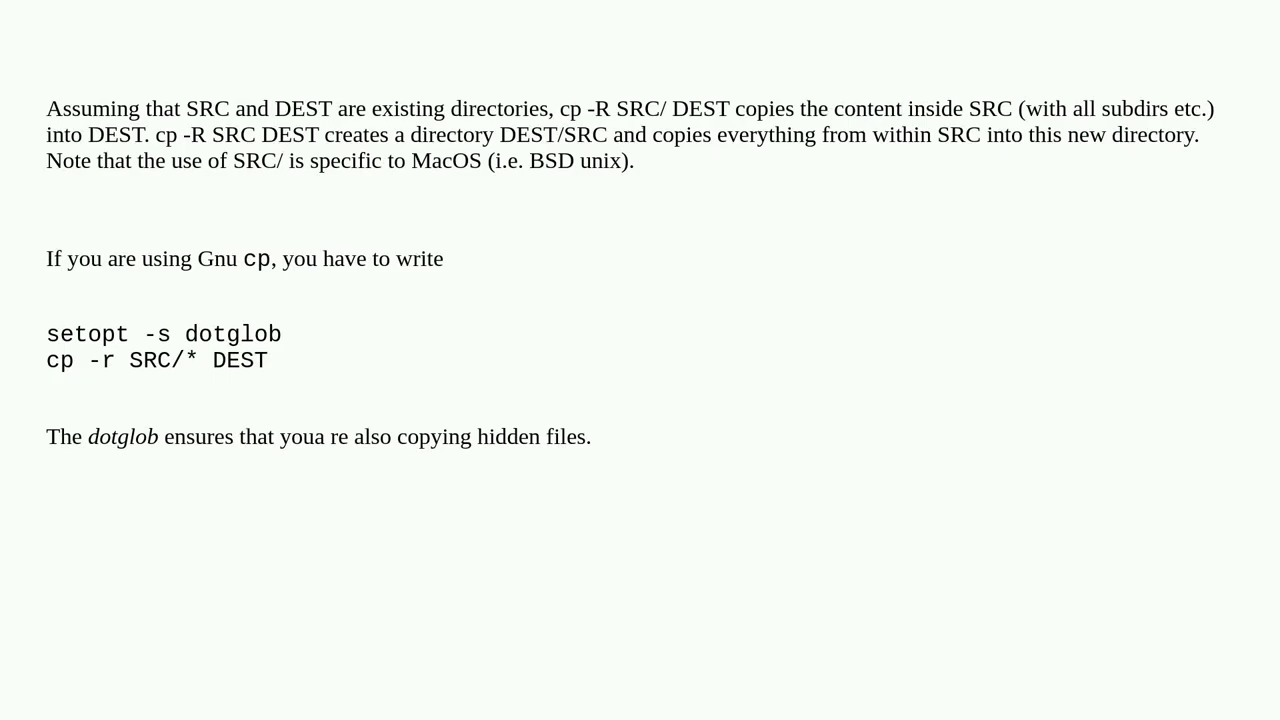 Assuming that SRC and DEST are existing directories, cp -R SRC/ DEST copies the content inside SRC (with all subdirs etc.)
into DEST. cp -R SRC DEST creates a directory DEST/SRC and copies everything from within SRC into this new directory.
Note that the use of SRC/ is specific to MacOS (i.e. BSD unix).
If you are using Gnu cp, you have to write
setopt -s dotglob
cp -r SRC/* DEST
The dotglob ensures that youa re also copying hidden files.